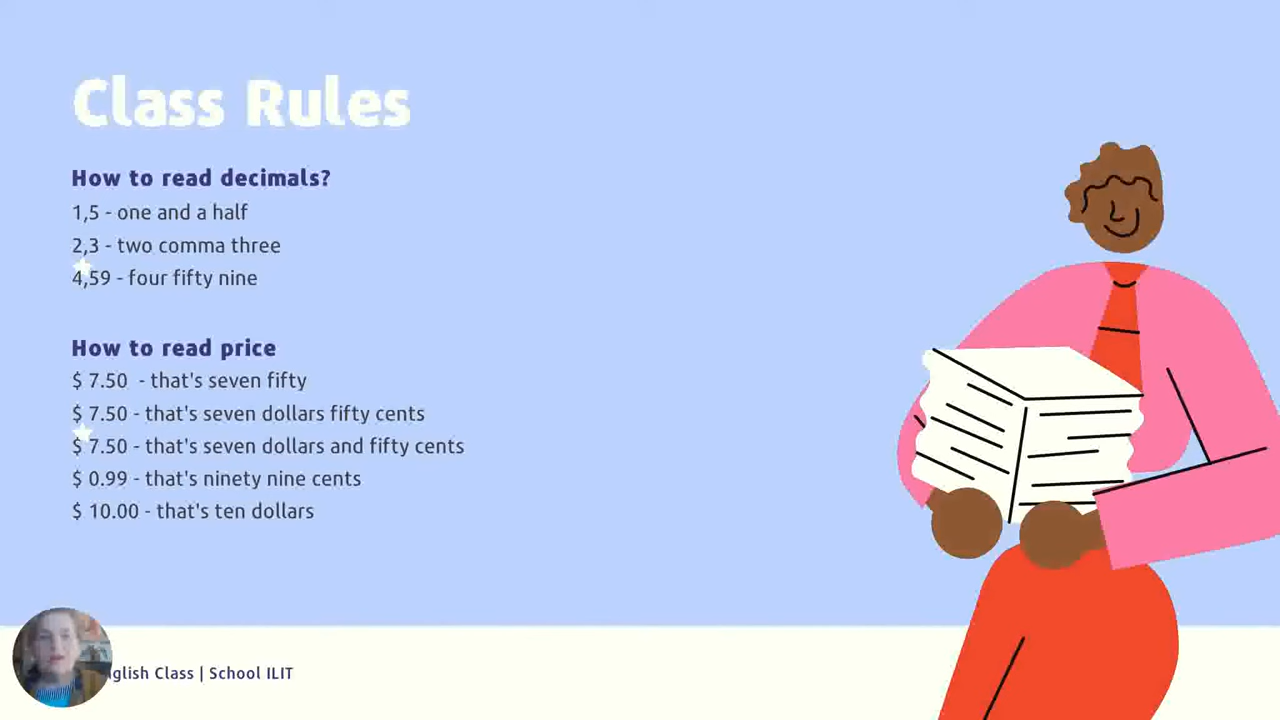 Class Rules
How to read decimals?
1,5 - one and a half
2,3 - two comma three
4,59 - four fifty nine
How to read price
$ 7.50 - that's seven fifty
$ 7.50 - that's seven dollars fifty cents
$ 7.50 - that's seven dollars and fifty cents
$ 0.99 - that's ninety nine cents
$ 10.00 - that's ten dollars
glish Class | School ILIT